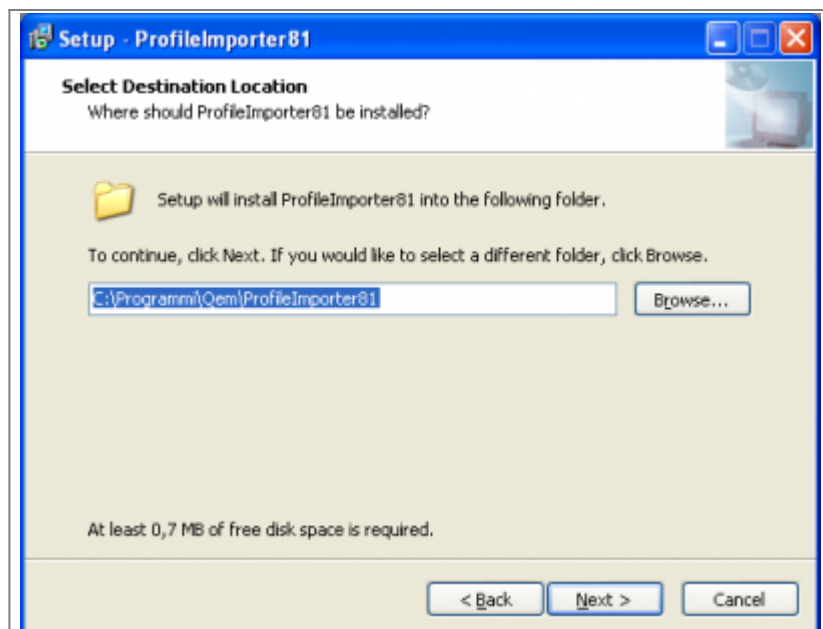 Setup - ProfileImporter81
Select Destination Location
Where should ProfileImporter81 be installed?
Setup will install ProfileImporter81 into the following folder.
To continue, click Next. If you would like to select a different folder, click Browse.
C:\Programmi\Qem\ProfileImporter81
Browse...
At least 0,7 MB of free disk space is required.
< Back Next > Cancel